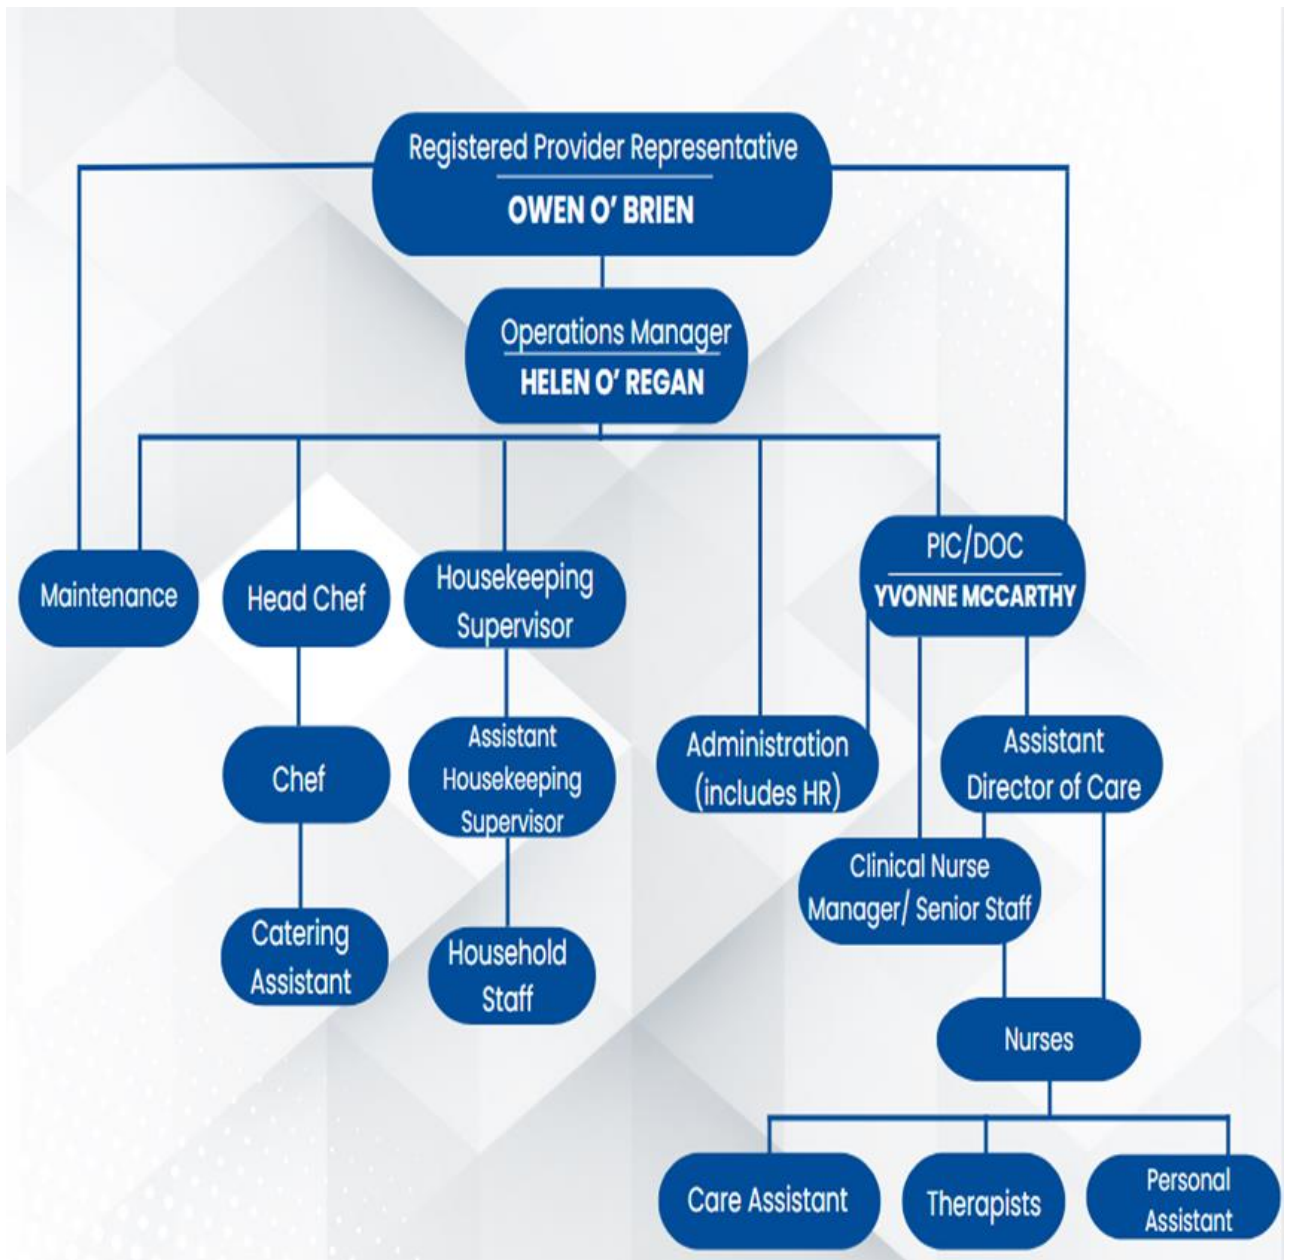 Registered Provider Representative
OWEN O' BRIEN
Operations Manager
HELEN O' REGAN
PIC/DOC
YVONNE MCCARTHY
Maintenance
Head Chef
Housekeeping
Supervisor
Chef
Assistant
Housekeeping
Supervisor
Administration
(includes HR)
Assistant
Director of Care
Clinical Nurse
Manager/ Senior Staff
Catering
Assistant
Household
Staff
Nurses
Care Assistant
Therapists
Personal
Assistant